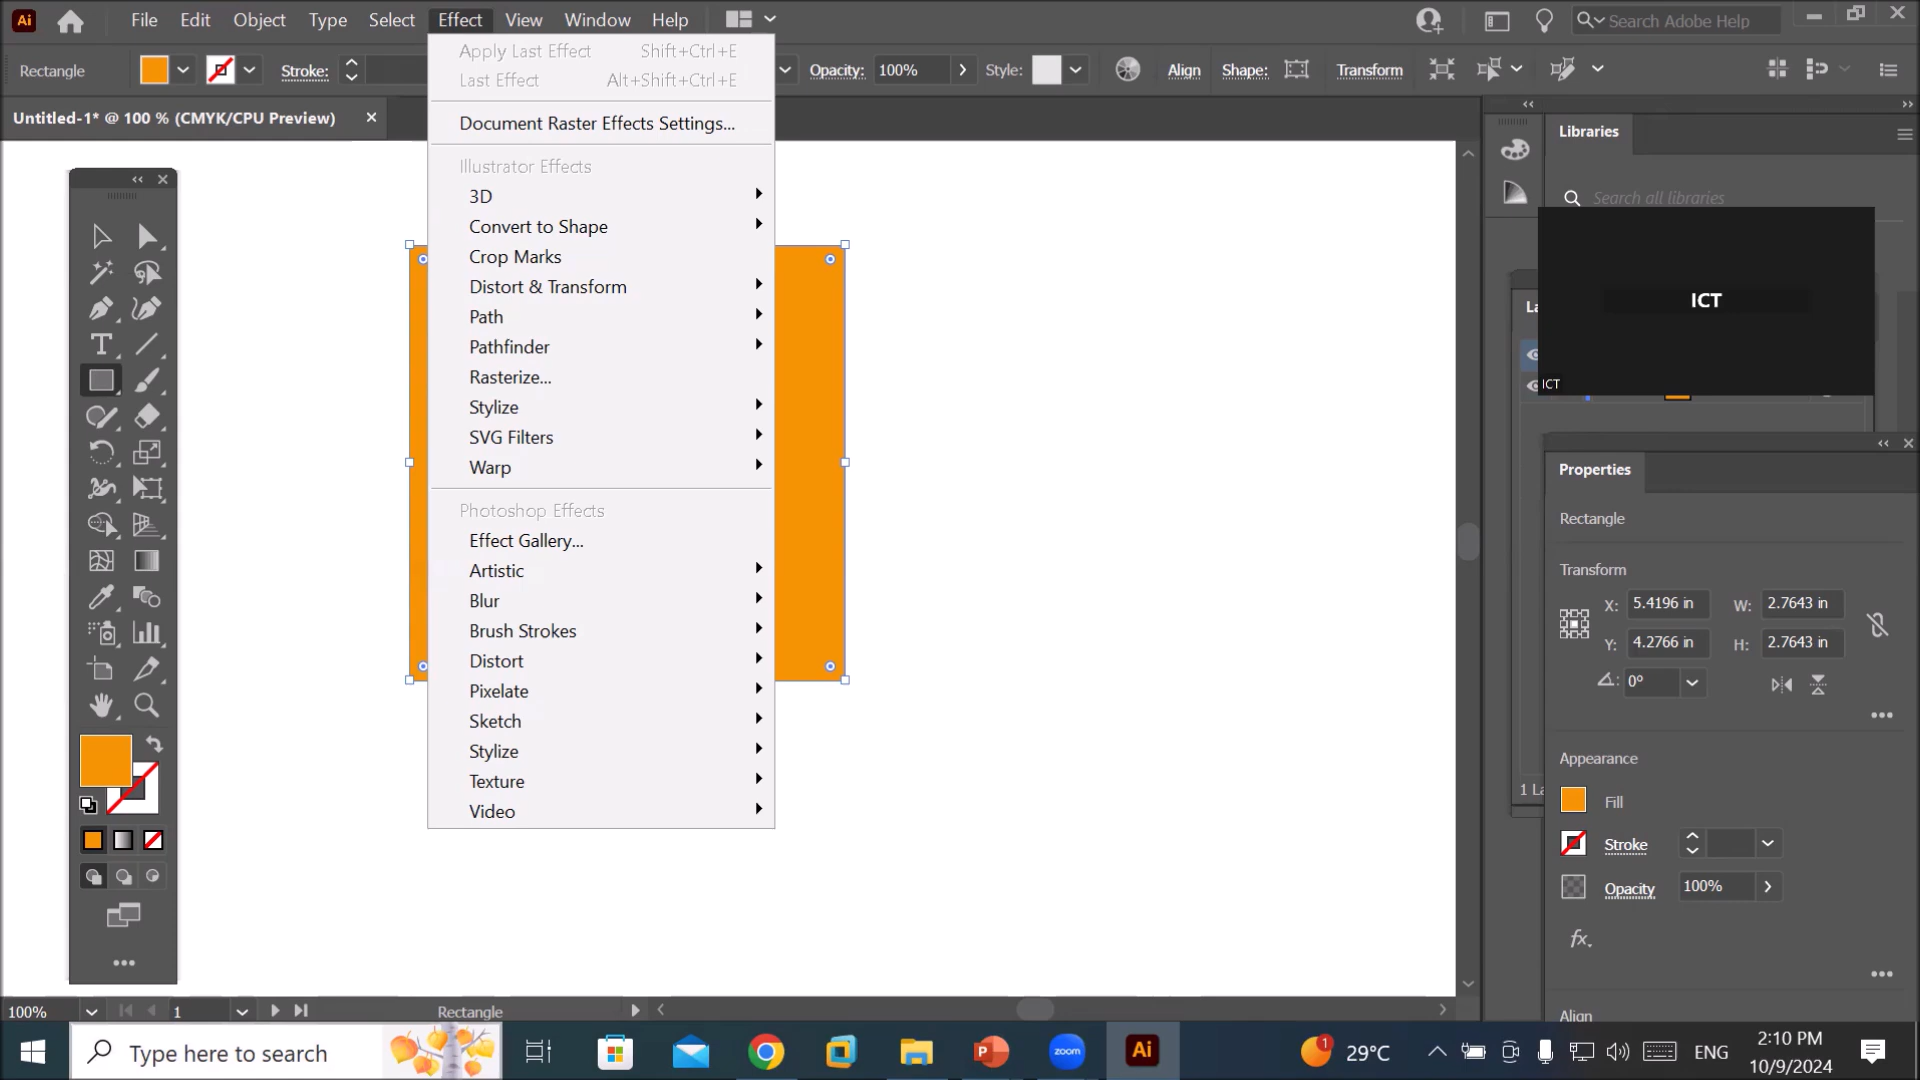 Ai File Edit Object Type Select Effect View Window Help Search Adobe Help
Rectangle Stroke: Opacity: 100% Style: Align Shape: Transform
Untitled-1* @ 100 % (CMYK/CPU Preview)
Apply Last Effect Shift+Ctrl+E
Last Effect Alt+Shift+Ctrl+E
Document Raster Effects Settings...
Illustrator Effects
3D
Convert to Shape
Crop Marks
Distort & Transform
Path
Pathfinder
Rasterize...
Stylize
SVG Filters
Warp
Photoshop Effects
Effect Gallery...
Artistic
Blur
Brush Strokes
Distort
Pixelate
Sketch
Stylize
Texture
Video
Libraries
Search all libraries
La
ICT
ICT
1 La
Properties
Rectangle
Transform
X: 5.4196 in W: 2.7643 in
Y: 4.2766 in H: 2.7643 in
0°
Appearance
Fill
Stroke
Opacity 100%
fx.
Align
100% 1 Rectangle
Type here to search
zoom
Ai
1
29°C
ENG
2:10 PM
10/9/2024